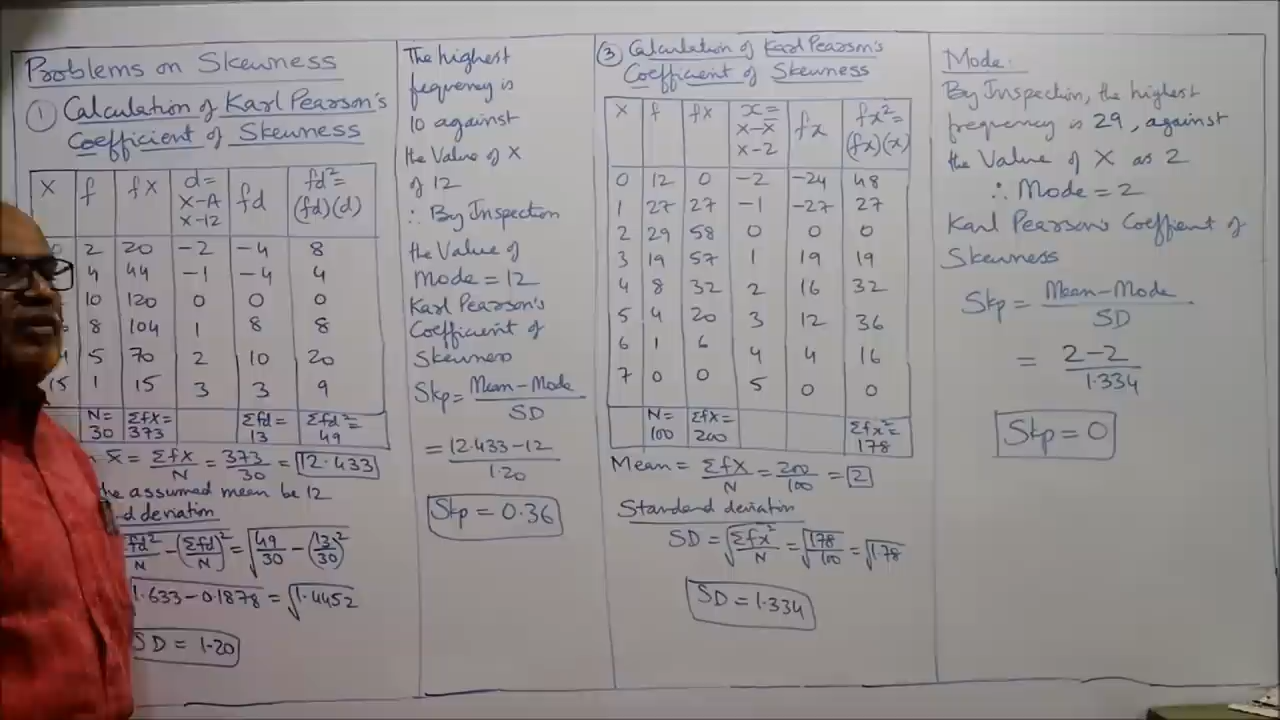 Problems on Skewness
① Calculation of Karl Pearson's
Coefficient of Skewness
X f fX d= X-A X-12 fd fd²= (fd)(d)
2 20 -2 -4 8
4 44 -1 -4 4
10 120 0 0 0
8 104 1 8 8
5 70 2 10 20
15 1 15 3 3 9
N= 30 ΣfX= 373 Σfd= 13 Σfd²= 49
X̄ = ΣfX/N = 373/30 = 12.433
the assumed mean be 12
d deviation
fd²/N - (Σfd/N)² = √49/30 - (13/30)²
√1.633-0.1878 = √1.4452
SD = 1.20
The highest
frequency is
10 against
the Value of X
of 12
∴ By Inspection
the Value of
Mode = 12
Karl Pearson's
Coefficient of
Skewness
Skp = Mean-Mode/SD
= 12.433-12/1.20
Skp = 0.36
③ Calculation of Karl Pearson's
Coefficient of Skewness
X f fX x= X-X̄ X-2 fx fx²= (fx)(x)
0 12 0 -2 -24 48
1 27 27 -1 -27 27
2 29 58 0 0 0
3 19 57 1 19 19
4 8 32 2 16 32
5 4 20 3 12 36
6 1 6 4 4 16
7 0 0 5 0 0
N= 100 ΣfX= 200 Σfx²= 178
Mean = ΣfX/N = 200/100 = 2
Standard deviation
SD = √Σfx²/N = √178/100 = √1.78
SD = 1.334
Mode:
By Inspection, the highest
frequency is 29, against
the Value of X as 2
∴ Mode = 2
Karl Pearson's Coeffient of
Skewness
Skp = Mean-Mode/SD
= 2-2/1.334
Skp = 0